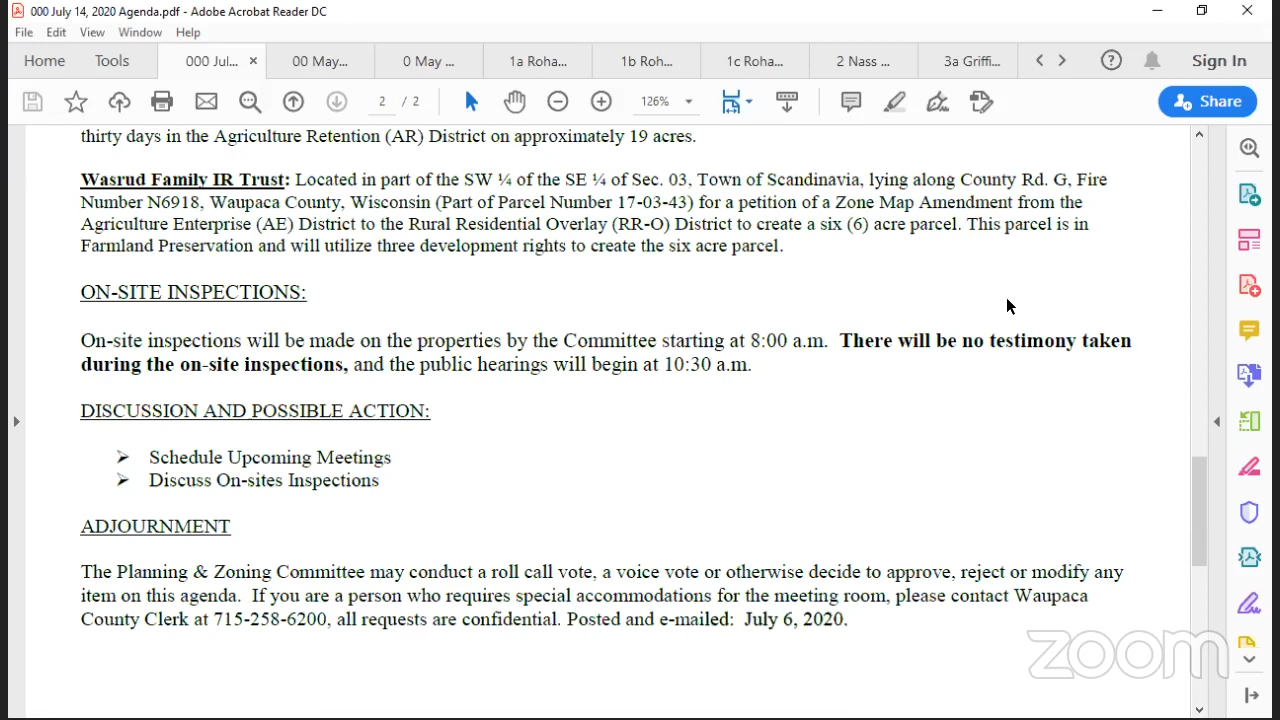 000 July 14, 2020 Agenda.pdf - Adobe Acrobat Reader DC
File Edit View Window Help
Home Tools 000 Jul... × 00 May... 0 May ... 1a Roha... 1b Roh... 1c Roha... 2 Nass ... 3a Griffi... Sign In
2 / 2 126% Share
thirty days in the Agriculture Retention (AR) District on approximately 19 acres.
Wasrud Family IR Trust: Located in part of the SW ¼ of the SE ¼ of Sec. 03, Town of Scandinavia, lying along County Rd. G, Fire
Number N6918, Waupaca County, Wisconsin (Part of Parcel Number 17-03-43) for a petition of a Zone Map Amendment from the
Agriculture Enterprise (AE) District to the Rural Residential Overlay (RR-O) District to create a six (6) acre parcel. This parcel is in
Farmland Preservation and will utilize three development rights to create the six acre parcel.
ON-SITE INSPECTIONS:
On-site inspections will be made on the properties by the Committee starting at 8:00 a.m. There will be no testimony taken
during the on-site inspections, and the public hearings will begin at 10:30 a.m.
DISCUSSION AND POSSIBLE ACTION:
➢ Schedule Upcoming Meetings
➢ Discuss On-sites Inspections
ADJOURNMENT
The Planning & Zoning Committee may conduct a roll call vote, a voice vote or otherwise decide to approve, reject or modify any
item on this agenda. If you are a person who requires special accommodations for the meeting room, please contact Waupaca
County Clerk at 715-258-6200, all requests are confidential. Posted and e-mailed: July 6, 2020.
zoom